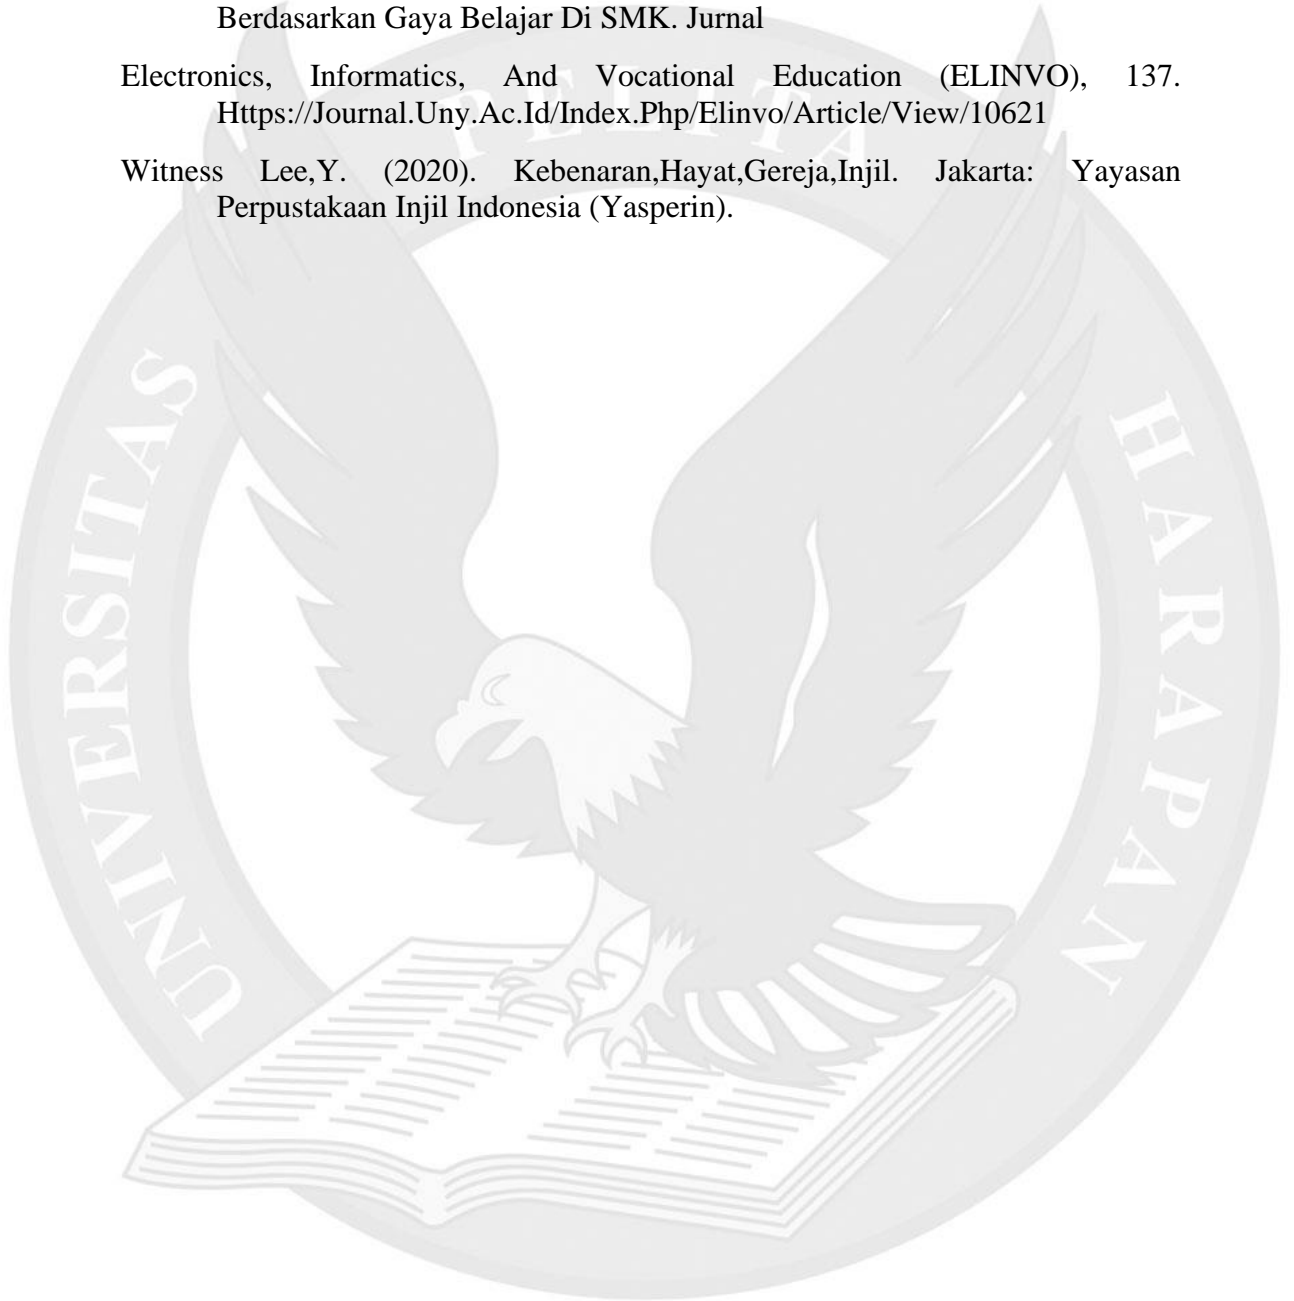 Berdasarkan Gaya Belajar Di SMK. Jurnal
Electronics, Informatics, And Vocational Education (ELINVO), 137.
Https://Journal.Uny.Ac.Id/Index.Php/Elinvo/Article/View/10621
Witness Lee,Y. (2020). Kebenaran,Hayat,Gereja,Injil. Jakarta: Yayasan
Perpustakaan Injil Indonesia (Yasperin).
UNIVERSITAS PELITA HARAPAN